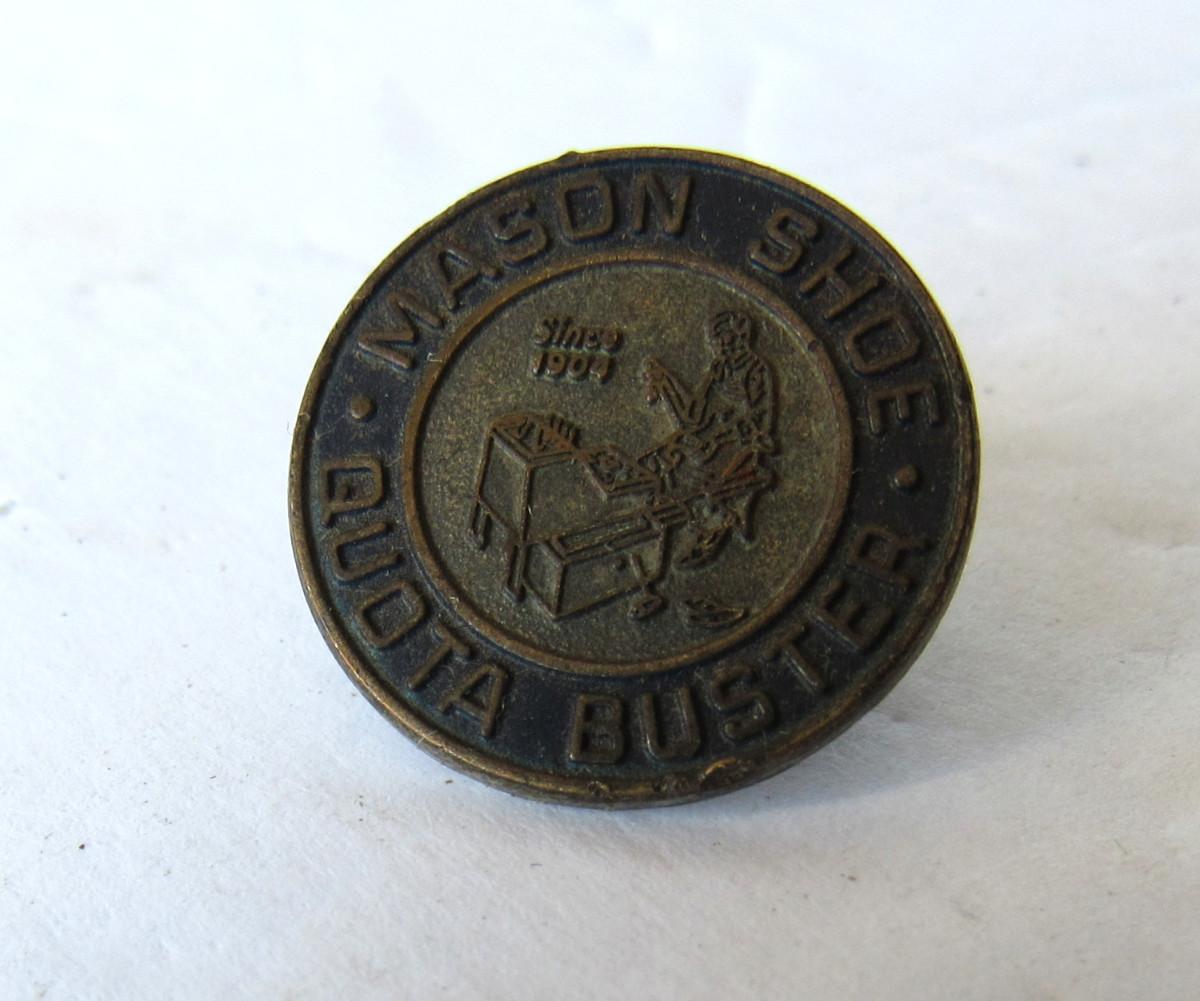 MASON SHOE
Since
1904
QUOTA BUSTER